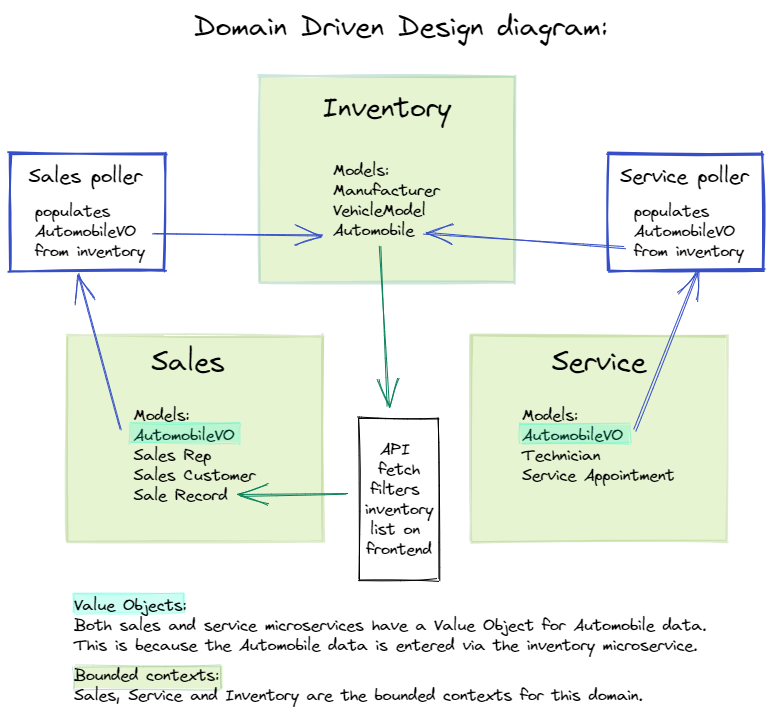 Domain Driven Design diagram:
Inventory
Models:
Manufacturer
VehicleModel
Automobile
Sales poller
populates
AutomobileVO
from inventory
Service poller
populates
AutomobileVO
from inventory
Sales
Models:
AutomobileVO
Sales Rep
Sales Customer
Sale Record
API
fetch
filters
inventory
list on
frontend
Service
Models:
AutomobileVO
Technician
Service Appointment
Value Objects:
Both sales and service microservices have a Value Object for Automobile data.
This is because the Automobile data is entered via the inventory microservice.
Bounded contexts:
Sales, Service and Inventory are the bounded contexts for this domain.